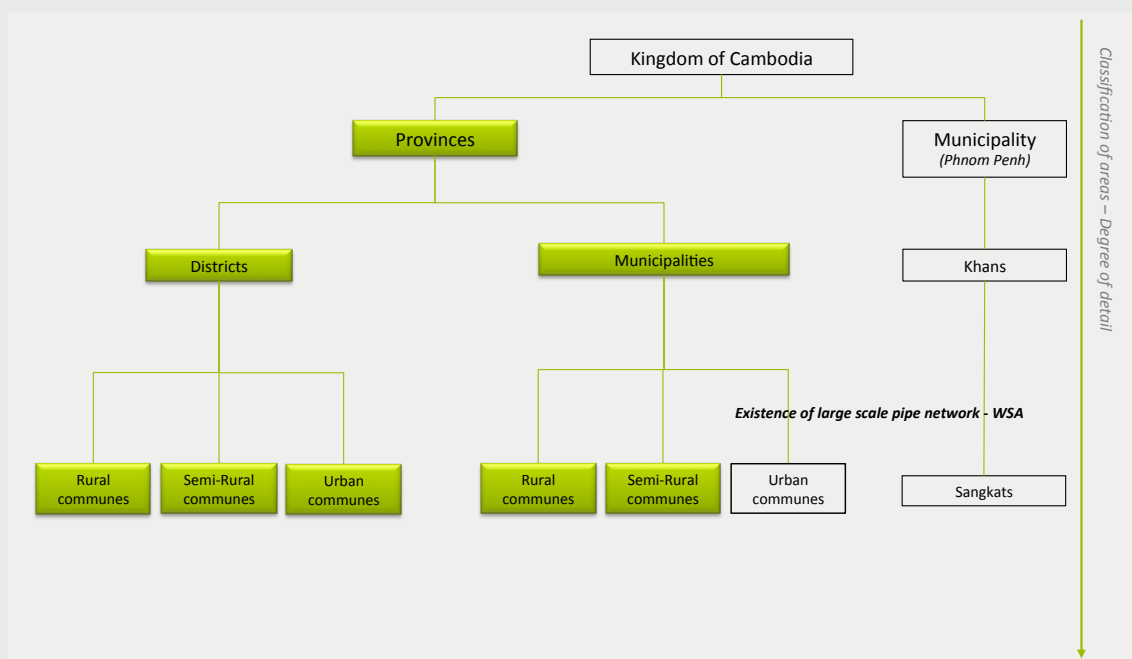 Kingdom of Cambodia
Provinces
Municipality
(Phnom Penh)
Districts
Municipalities
Khans
Existence of large scale pipe network - WSA
Rural
communes
Semi-Rural
communes
Urban
communes
Rural
communes
Semi-Rural
communes
Urban
communes
Sangkats
Classification of areas – Degree of detail